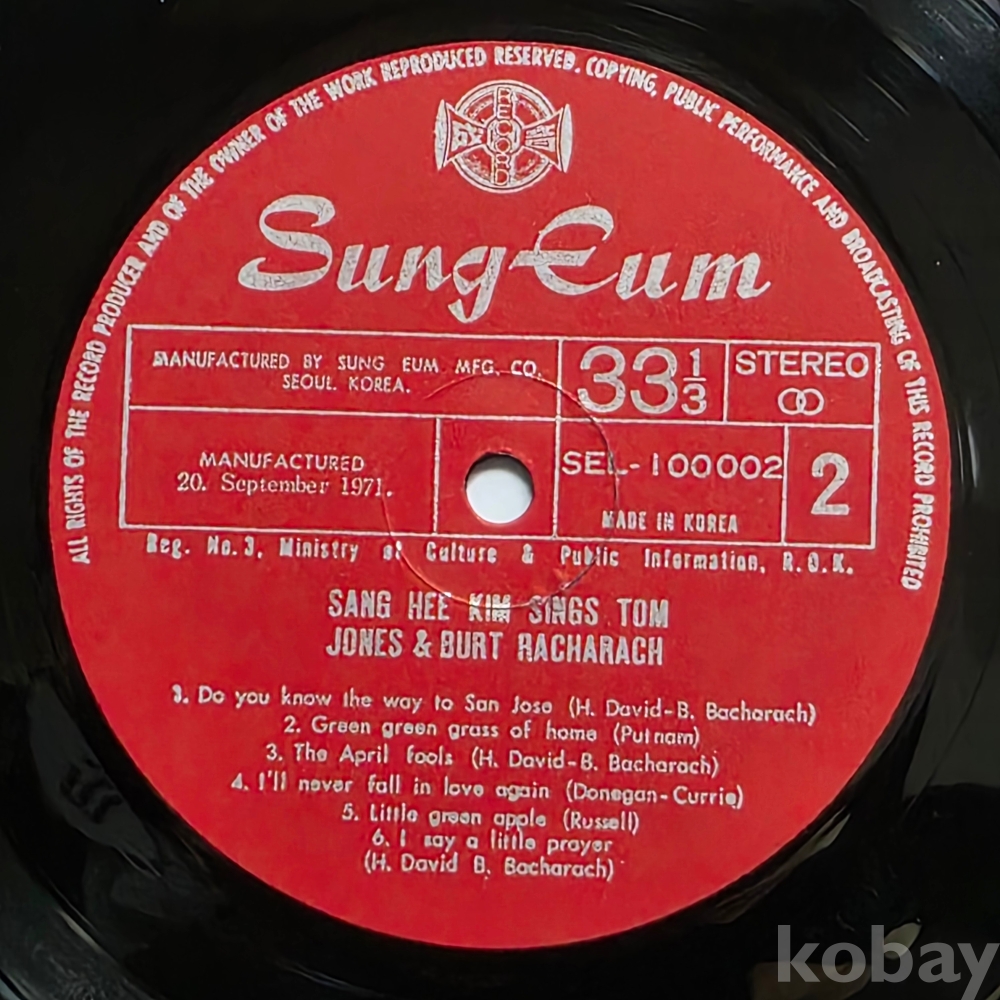 ALL RIGHTS OF THE RECORD PRODUCER AND OF THE OWNER OF THE WORK REPRODUCED RESERVED. COPYING, PUBLIC PERFORMANCE AND BROADCASTING OF THIS RECORD PROHIBITED
RECORD
Sung Eum
MANUFACTURED BY SUNG EUM MFG. CO.
SEOUL. KOREA.
33 1/3
STEREO
MANUFACTURED
20. September 1971.
SEL-100002
MADE IN KOREA
2
Reg. No. 3, Ministry of Culture & Public Information, R.O.K.
SANG HEE KIM SINGS TOM
JONES & BURT BACHARACH
1. Do you know the way to San Jose (H. David-B. Bacharach)
2. Green green grass of home (Putnam)
3. The April fools (H. David-B. Bacharach)
4. I'll never fall in love again (Donegan-Currie)
5. Little green apple (Russell)
6. I say a little prayer
(H. David B. Bacharach)
kobay